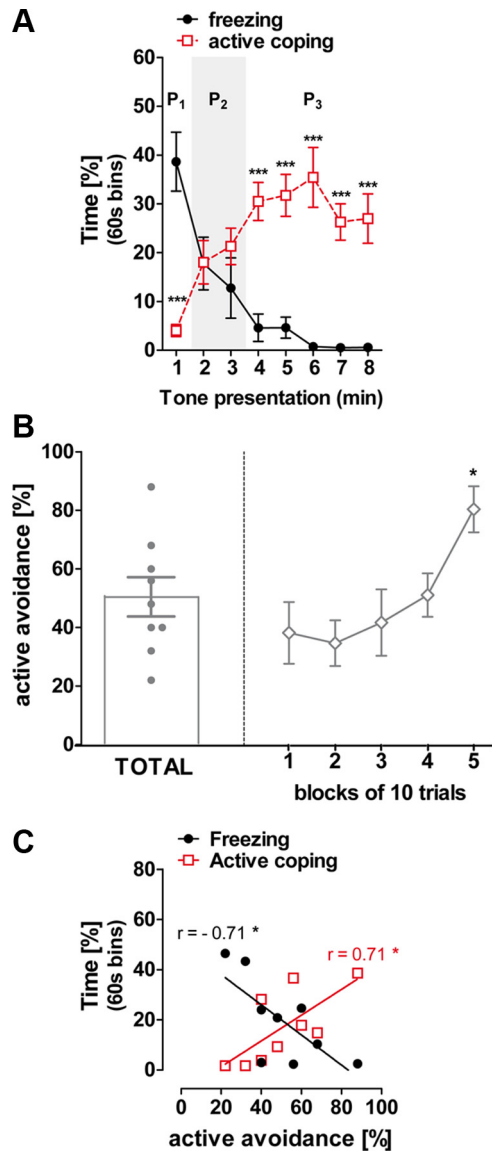 A
freezing
active coping
60
50
40
30
20
10
0
Time [%]
(60s bins)
P1 P2 P3
***
*** *** *** *** ***
1 2 3 4 5 6 7 8
Tone presentation (min)
B
100
80
60
40
20
0
active avoidance [%]
*
TOTAL
1 2 3 4 5
blocks of 10 trials
C
Freezing
Active coping
80
60
40
20
0
Time [%]
(60s bins)
r = - 0.71 *
r = 0.71 *
0 20 40 60 80 100
active avoidance [%]